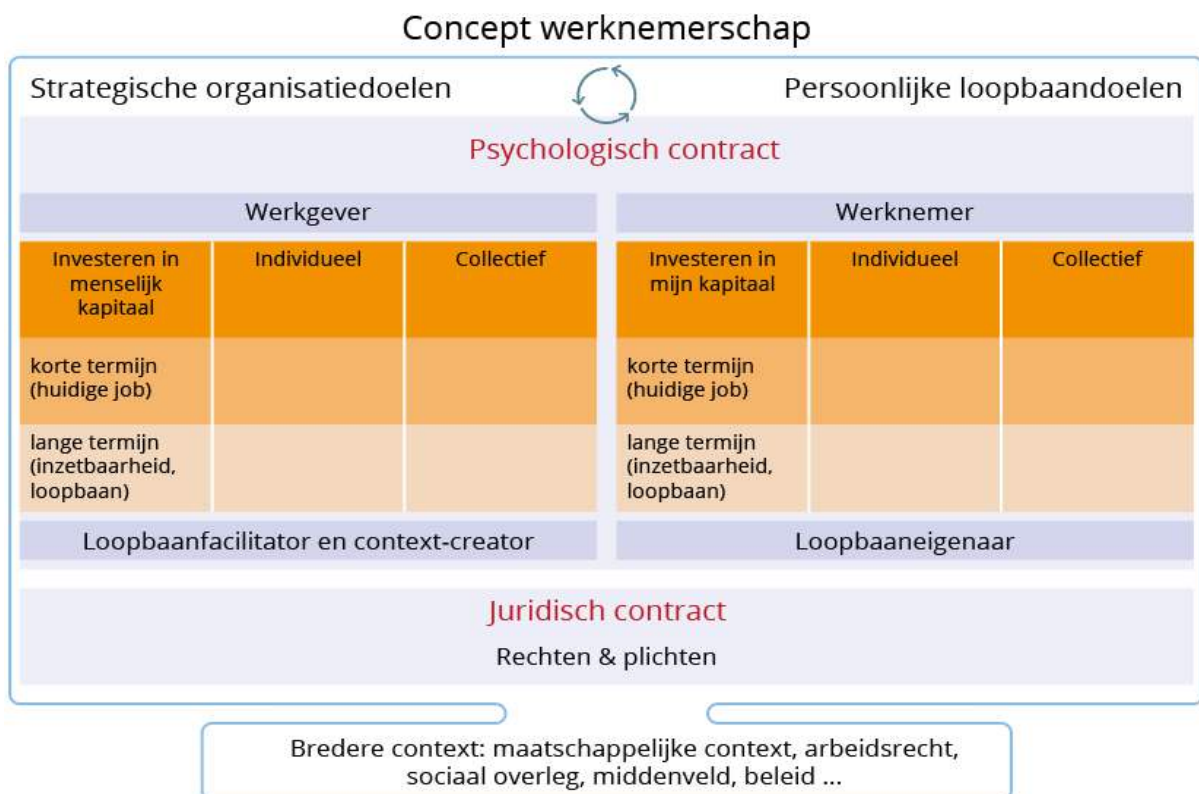 Concept werknemerschap
Strategische organisatiedoelen
Persoonlijke loopbaandoelen
Psychologisch contract
Werkgever
Investeren in
menselijk
kapitaal
Individueel
Collectief
korte termijn
(huidige job)
lange termijn
(inzetbaarheid,
loopbaan)
Loopbaanfacilitator en context-creator
Werknemer
Investeren in
mijn kapitaal
Individueel
Collectief
korte termijn
(huidige job)
lange termijn
(inzetbaarheid,
loopbaan)
Loopbaaneigenaar
Juridisch contract
Rechten & plichten
Bredere context: maatschappelijke context, arbeidsrecht,
sociaal overleg, middenveld, beleid ...